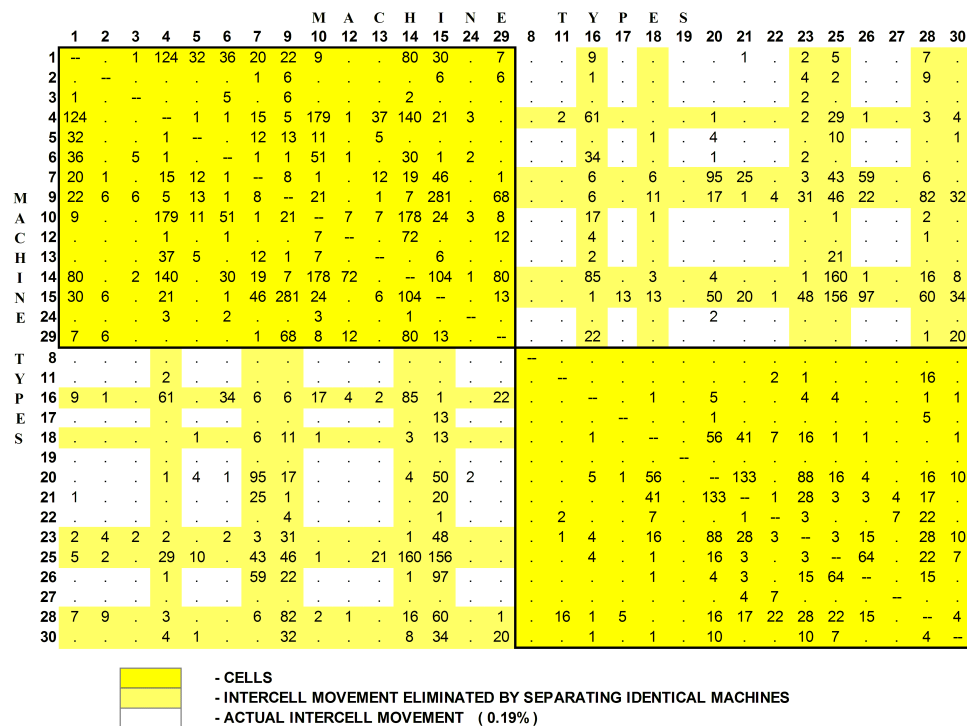 M A C H I N E T Y P E S
1 2 3 4 5 6 7 9 10 12 13 14 15 24 29 8 11 16 17 18 19 20 21 22 23 25 26 27 28 30
1 -- . 1 124 32 36 20 22 9 . . 80 30 . 7 . . 9 . . . . 1 . 2 5 . . 7 .
2 . -- . . . . 1 6 . . . . 6 . 6 . . 1 . . . . . . 4 2 . . 9 .
3 1 . -- . . 5 . 6 . . . 2 . . . . . . . . . . . . 2 . . . . .
4 124 . . -- 1 1 15 5 179 1 37 140 21 3 . . 2 61 . . . 1 . . 2 29 1 . 3 4
5 32 . . 1 -- . 12 13 11 . 5 . . . . . . . . 1 . 4 . . . 10 . . . 1
6 36 . 5 1 . -- 1 1 51 1 . 30 1 2 . . . 34 . . . 1 . . 2 . . . . .
7 20 1 . 15 12 1 -- 8 1 . 12 19 46 . 1 . . 6 . 6 . 95 25 . 3 43 59 . 6 .
M 9 22 6 6 5 13 1 8 -- 21 . 1 7 281 . 68 . . 6 . 11 . 17 1 4 31 46 22 . 82 32
A 10 9 . . 179 11 51 1 21 -- 7 7 178 24 3 8 . . 17 . 1 . . . . . 1 . . 2 .
C 12 . . . 1 . 1 . . 7 -- . 72 . . 12 . . 4 . . . . . . . . . . 1 .
H 13 . . . 37 5 . 12 1 7 . -- . 6 . . . . 2 . . . . . . . 21 . . . .
I 14 80 . 2 140 . 30 19 7 178 72 . -- 104 1 80 . . 85 . 3 . 4 . . 1 160 1 . 16 8
N 15 30 6 . 21 . 1 46 281 24 . 6 104 -- . 13 . . 1 13 13 . 50 20 1 48 156 97 . 60 34
E 24 . . . 3 . 2 . . 3 . . 1 . -- . . . . . . . 2 . . . . . . . .
29 7 6 . . . . 1 68 8 12 . 80 13 . -- . . 22 . . . . . . . . . . 1 20
T 8 . . . . . . . . . . . . . . . -- . . . . . . . . . . . . . .
Y 11 . . . 2 . . . . . . . . . . . . -- . . . . . . 2 1 . . . 16 .
P 16 9 1 . 61 . 34 6 6 17 4 2 85 1 . 22 . . -- . 1 . 5 . . 4 4 . . 1 1
E 17 . . . . . . . . . . . . 13 . . . . . -- . . 1 . . . . . . 5 .
S 18 . . . . 1 . 6 11 1 . . 3 13 . . . . 1 . -- . 56 41 7 16 1 1 . . 1
19 . . . . . . . . . . . . . . . . . . . . -- . . . . . . . . .
20 . . . 1 4 1 95 17 . . . 4 50 2 . . . 5 1 56 . -- 133 . 88 16 4 . 16 10
21 1 . . . . . 25 1 . . . . 20 . . . . . . 41 . 133 -- 1 28 3 3 4 17 .
22 . . . . . . . 4 . . . . 1 . . . 2 . . 7 . . 1 -- 3 . . 7 22 .
23 2 4 2 2 . 2 3 31 . . . 1 48 . . . 1 4 . 16 . 88 28 3 -- 3 15 . 28 10
25 5 2 . 29 10 . 43 46 1 . 21 160 156 . . . . 4 . 1 . 16 3 . 3 -- 64 . 22 7
26 . . . 1 . . 59 22 . . . 1 97 . . . . . . 1 . 4 3 . 15 64 -- . 15 .
27 . . . . . . . . . . . . . . . . . . . . . . 4 7 . . . -- . .
28 7 9 . 3 . . 6 82 2 1 . 16 60 . 1 . 16 1 5 . . 16 17 22 28 22 15 . -- 4
30 . . . 4 1 . . 32 . . . 8 34 . 20 . . 1 . 1 . 10 . . 10 7 . . 4 --
- CELLS
- INTERCELL MOVEMENT ELIMINATED BY SEPARATING IDENTICAL MACHINES
- ACTUAL INTERCELL MOVEMENT ( 0.19% )